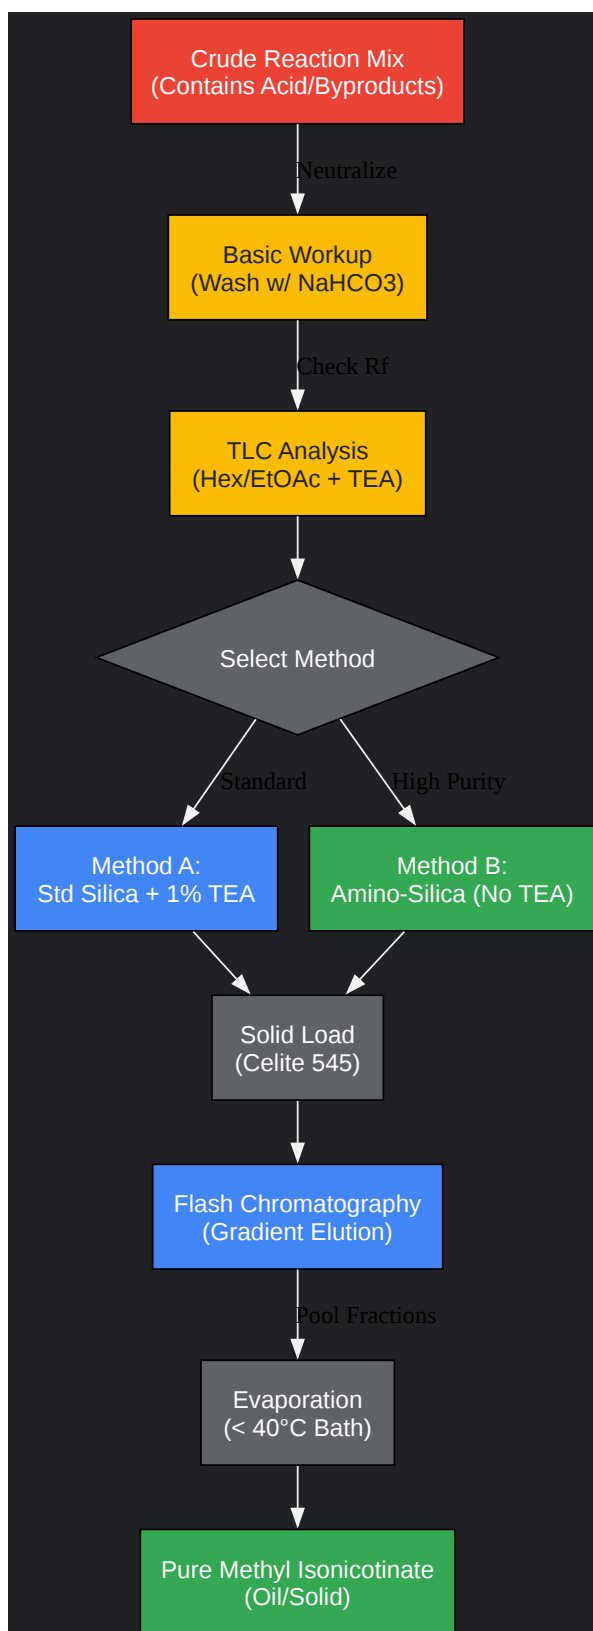 Crude Reaction Mix
(Contains Acid/Byproducts)
Neutralize
Basic Workup
(Wash w/ NaHCO3)
Check Rf
TLC Analysis
(Hex/EtOAc + TEA)
Select Method
Standard
High Purity
Method A:
Std Silica + 1% TEA
Method B:
Amino-Silica (No TEA)
Solid Load
(Celite 545)
Flash Chromatography
(Gradient Elution)
Pool Fractions
Evaporation
(< 40°C Bath)
Pure Methyl Isonicotinate
(Oil/Solid)